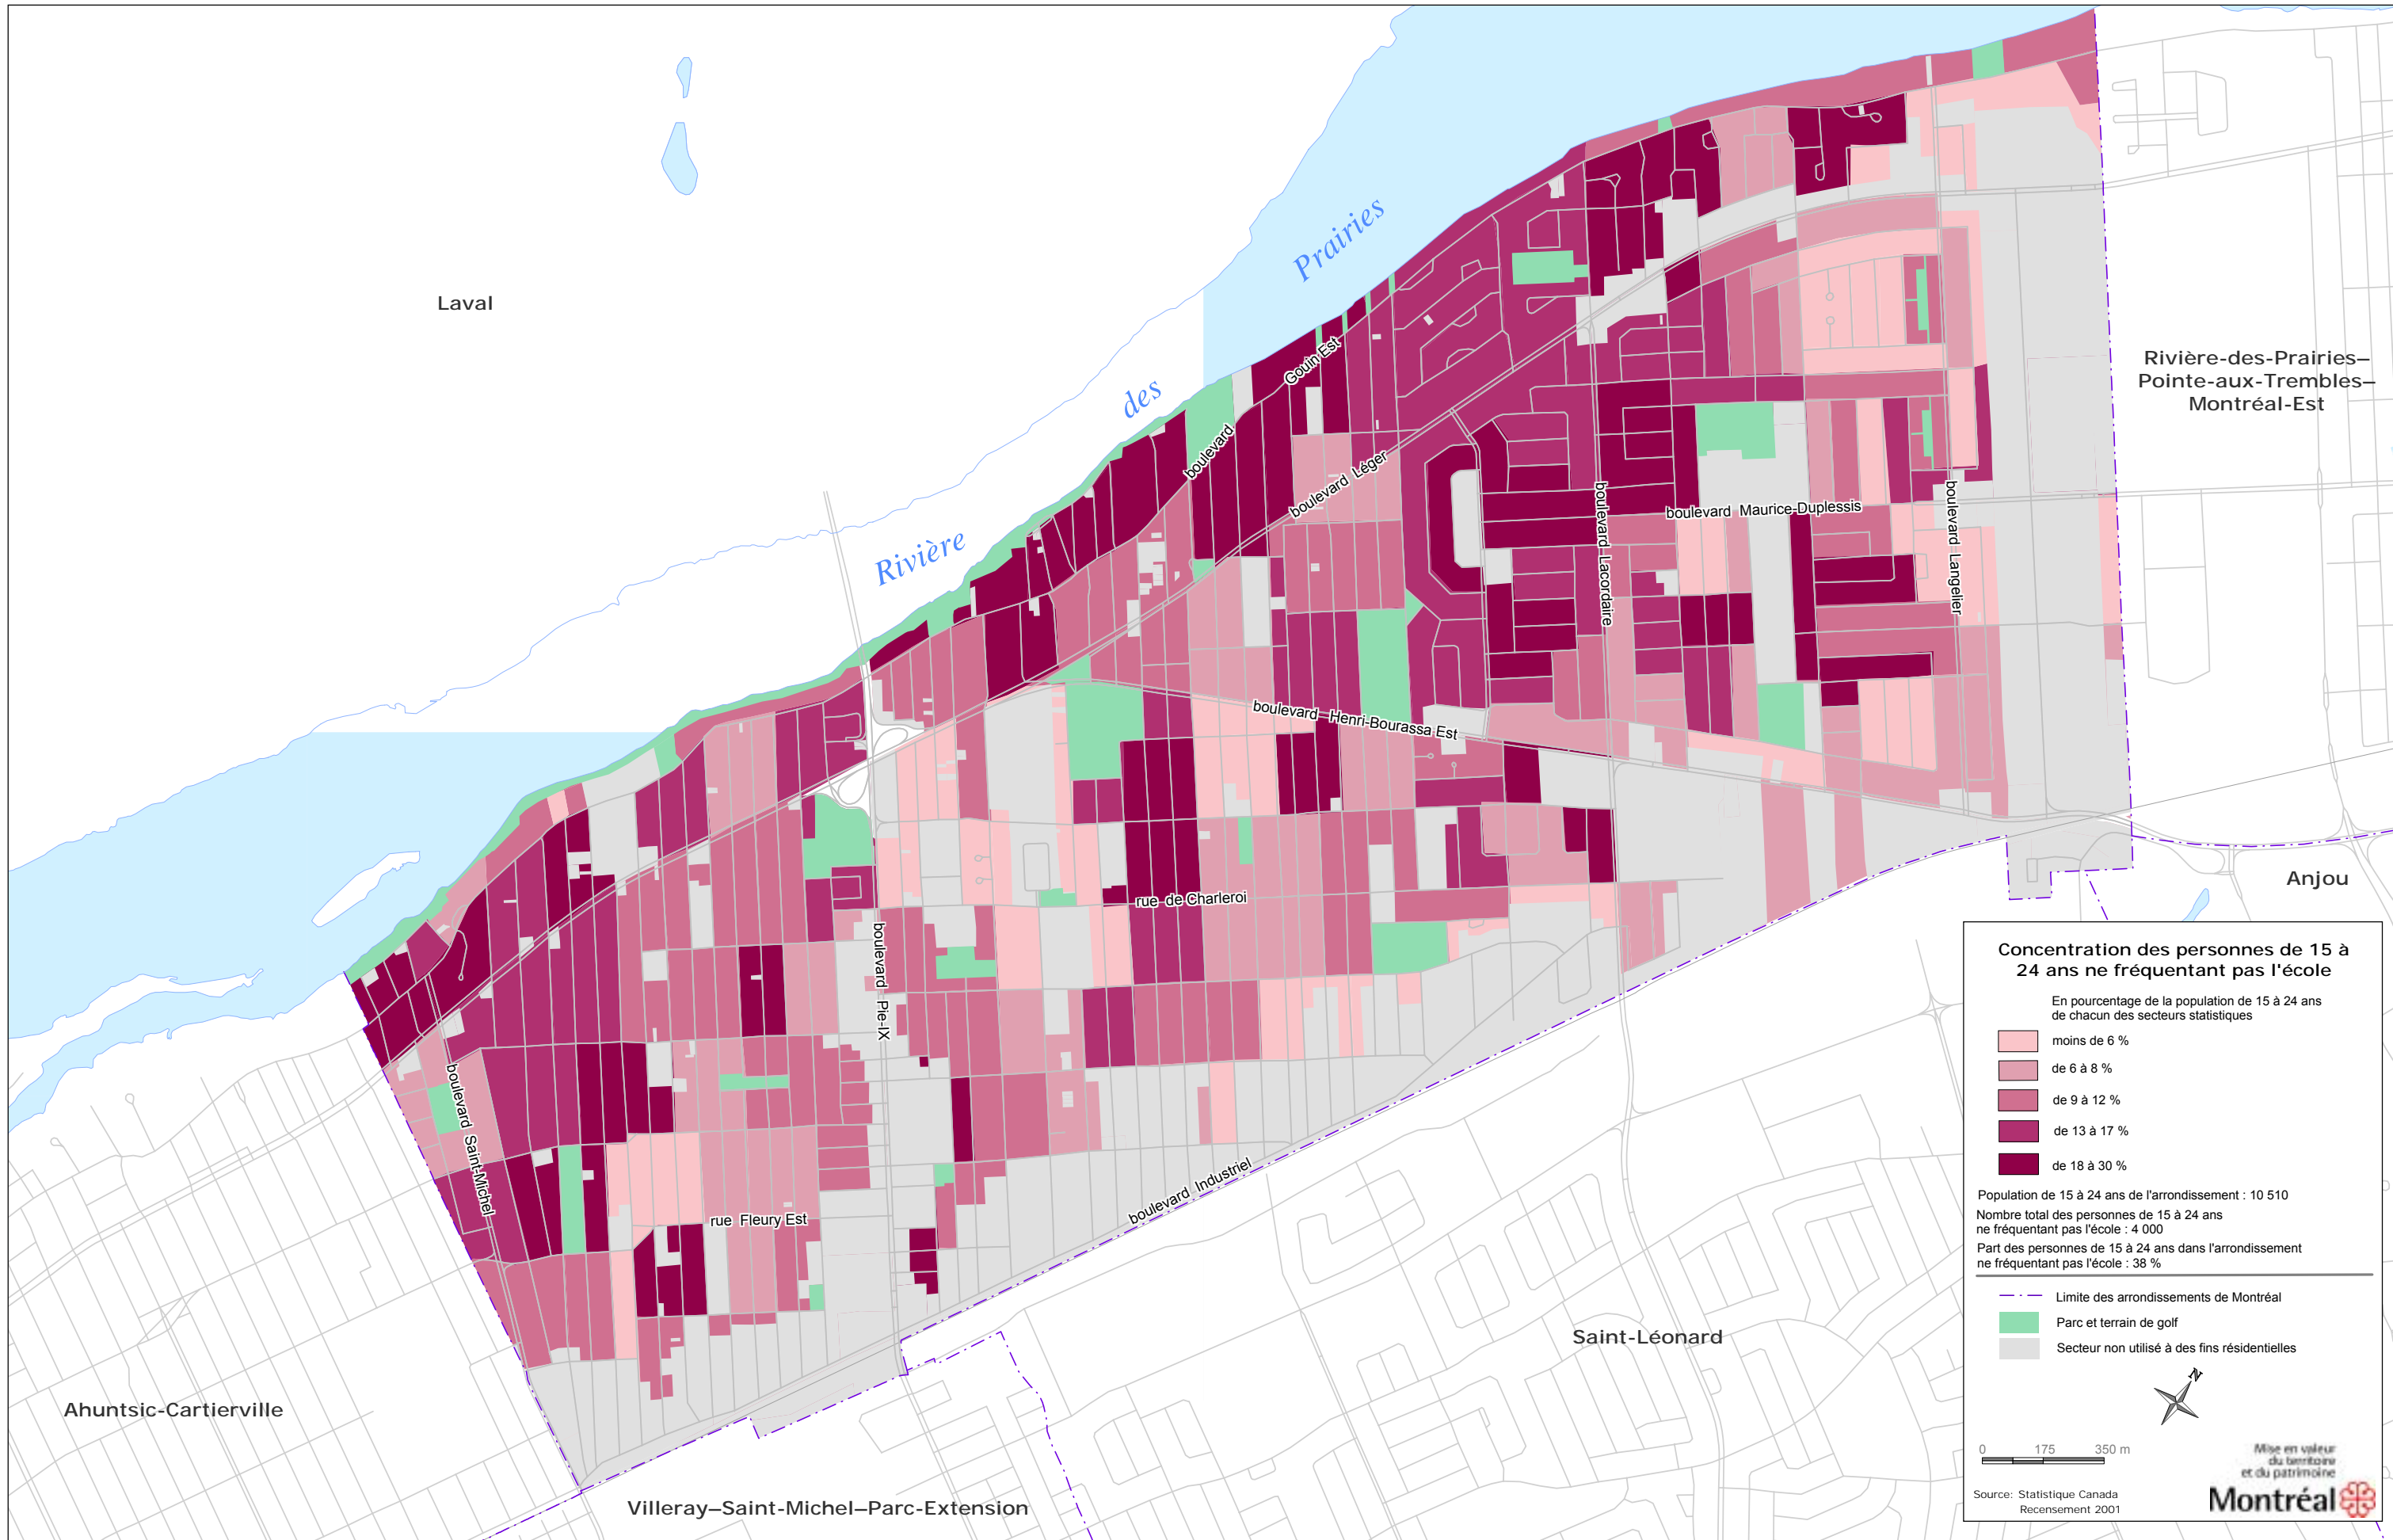 Laval
Prairies
des
Rivière
Gouin Est
boulevard
boulevard Léger
boulevard Maurice-Duplessis
boulevard Lacordaire
boulevard Langelier
boulevard Henri-Bourassa Est
rue de Charleroi
boulevard Pie-IX
boulevard Saint-Michel
rue Fleury Est
boulevard Industriel
Rivière-des-Prairies–
Pointe-aux-Trembles–
Montréal-Est
Anjou
Saint-Léonard
Ahuntsic-Cartierville
Villeray–Saint-Michel–Parc-Extension
Concentration des personnes de 15 à
24 ans ne fréquentant pas l'école
En pourcentage de la population de 15 à 24 ans
de chacun des secteurs statistiques
moins de 6 %
de 6 à 8 %
de 9 à 12 %
de 13 à 17 %
de 18 à 30 %
Population de 15 à 24 ans de l'arrondissement : 10 510
Nombre total des personnes de 15 à 24 ans
ne fréquentant pas l'école : 4 000
Part des personnes de 15 à 24 ans dans l'arrondissement
ne fréquentant pas l'école : 38 %
Limite des arrondissements de Montréal
Parc et terrain de golf
Secteur non utilisé à des fins résidentielles
N
0 175 350 m
Mise en valeur
du territoire
et du patrimoine
Montréal
Source: Statistique Canada
Recensement 2001